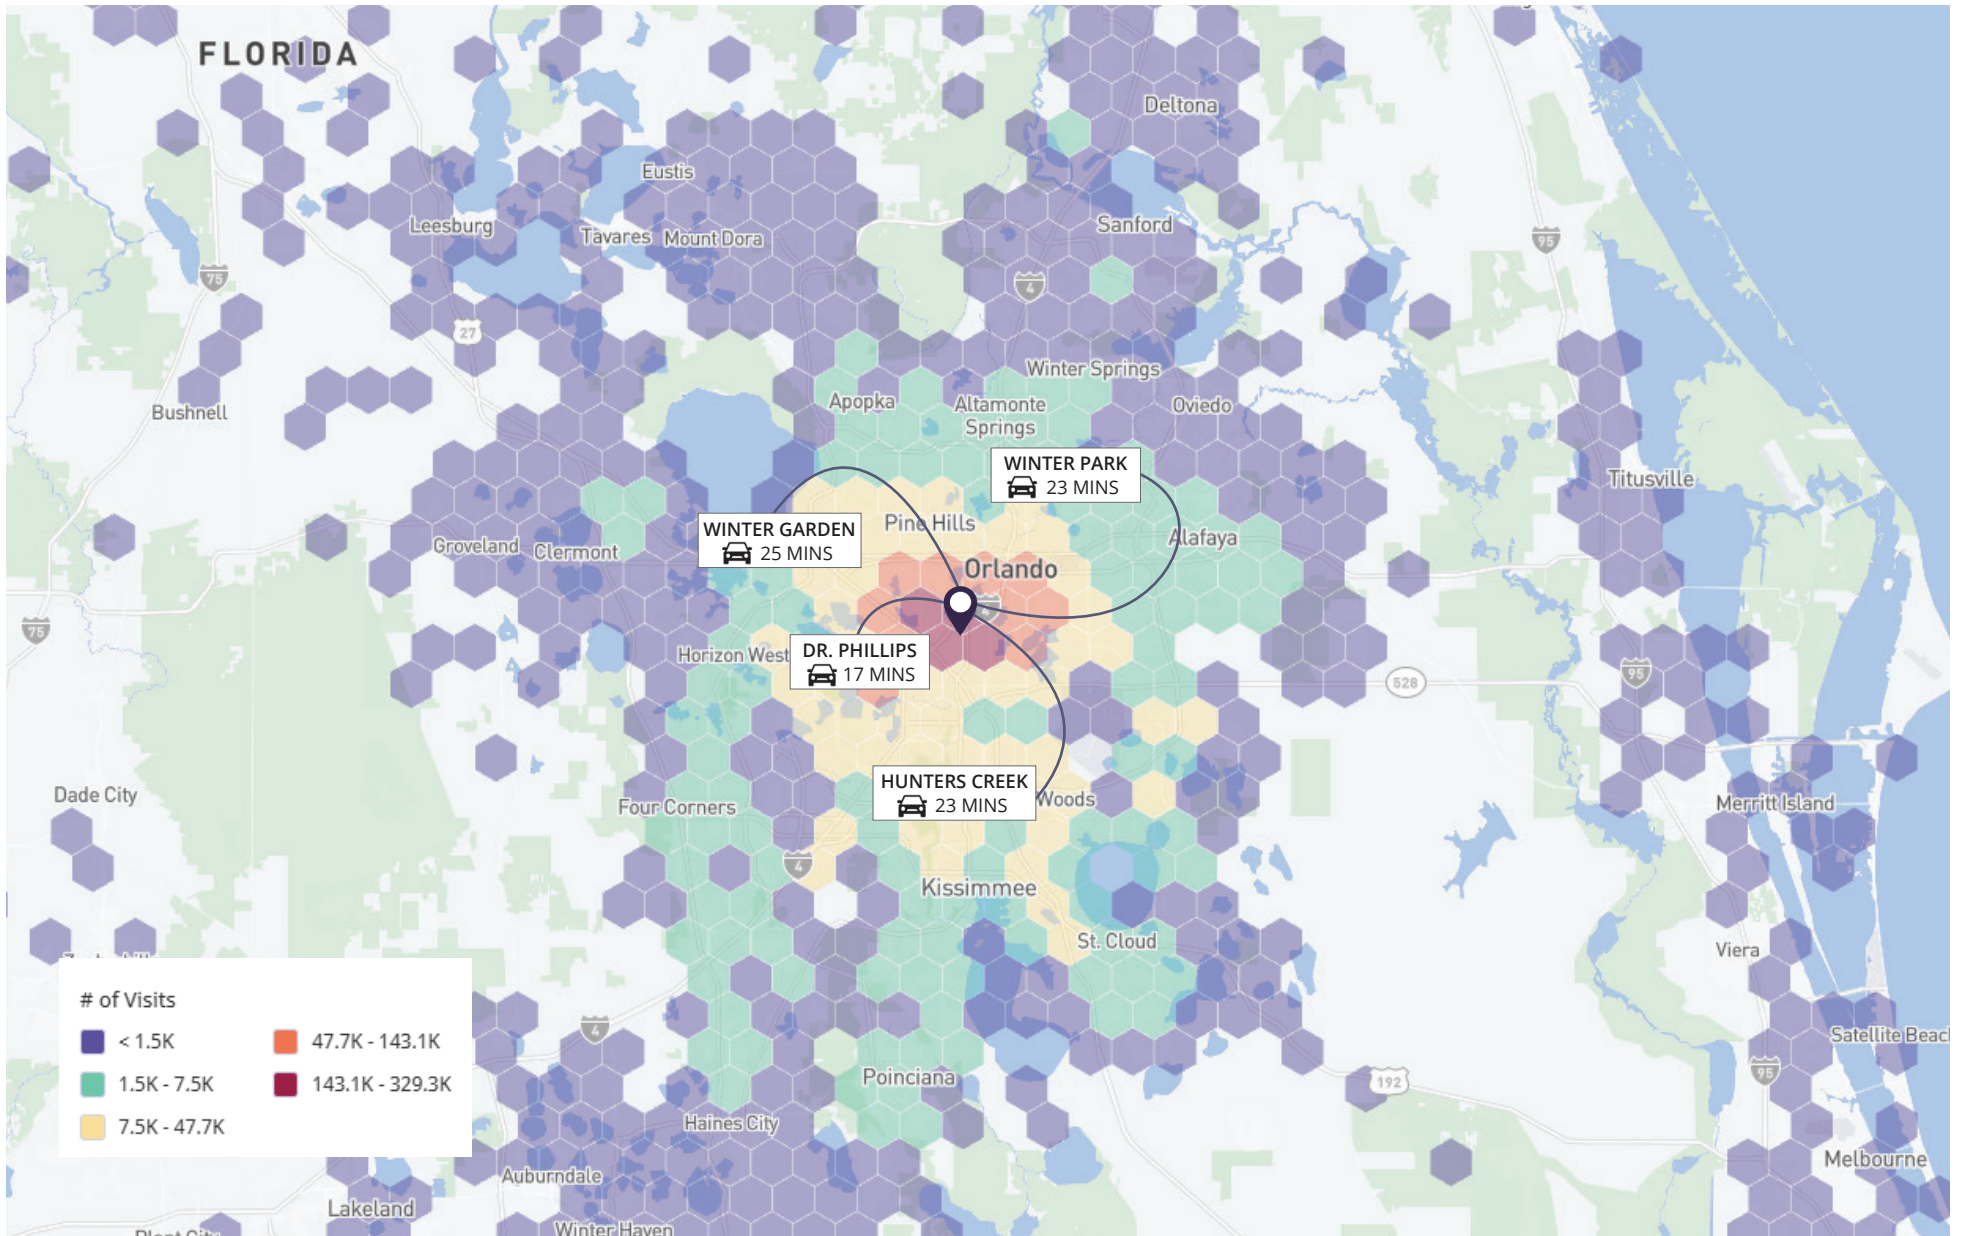 FLORIDA
Deltona
Eustis
Leesburg
Tavares
Mount Dora
Sanford
95
75
4
27
Winter Springs
Bushnell
Apopka
Altamonte
Springs
Oviedo
WINTER PARK
23 MINS
Titusville
WINTER GARDEN
25 MINS
Pine Hills
Alafaya
Groveland
Clermont
Orlando
4
75
DR. PHILLIPS
17 MINS
Horizon West
95
528
HUNTERS CREEK
23 MINS
Woods
Dade City
Four Corners
Merritt Island
4
Kissimmee
St. Cloud
Viera
# of Visits
< 1.5K
1.5K - 7.5K
7.5K - 47.7K
47.7K - 143.1K
143.1K - 329.3K
4
Satellite Beac
Poinciana
192
95
Haines City
Auburndale
Melbourne
Lakeland
Winter Haven
Plant City